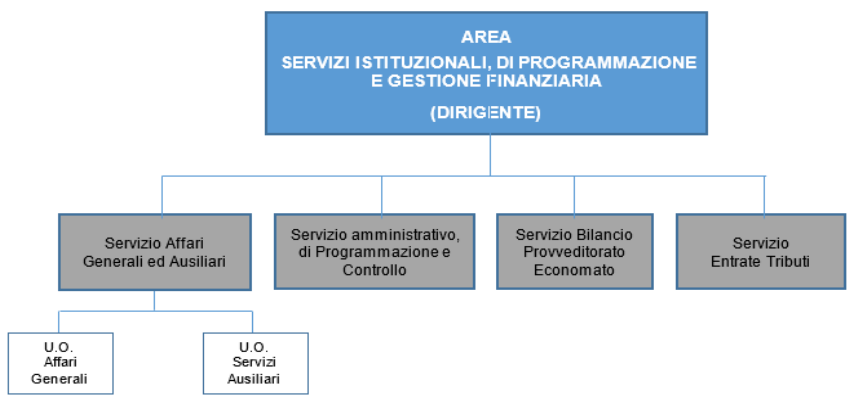 AREA
SERVIZI ISTITUZIONALI, DI PROGRAMMAZIONE
E GESTIONE FINANZIARIA
(DIRIGENTE)
Servizio Affari
Generali ed Ausiliari
Servizio amministrativo,
di Programmazione e
Controllo
Servizio Bilancio
Provveditorato
Economato
Servizio
Entrate Tributi
U.O.
Affari
Generali
U.O.
Servizi
Ausiliari